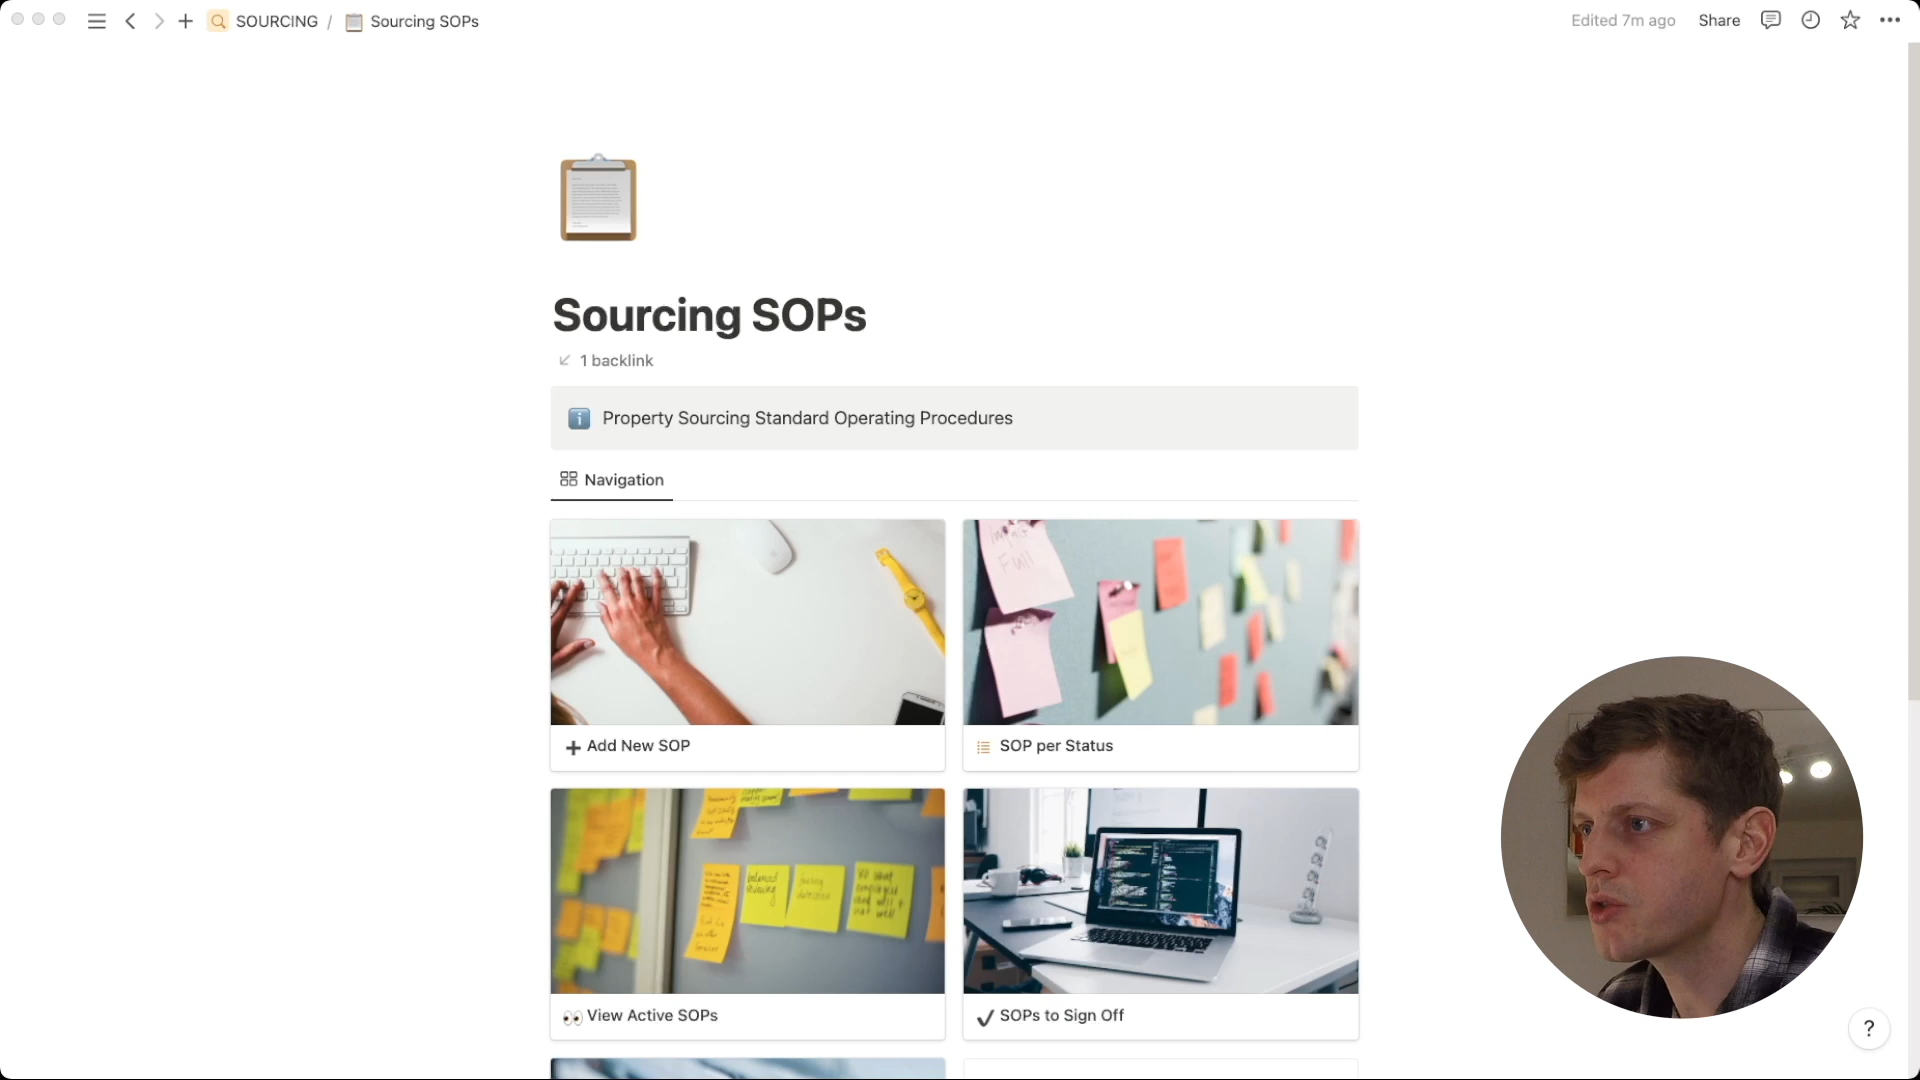 SOURCING / Sourcing SOPs
Edited 7m ago Share
Sourcing SOPs
1 backlink
Property Sourcing Standard Operating Procedures
Navigation
Full
Add New SOP
SOP per Status
View Active SOPs
SOPs to Sign Off
?